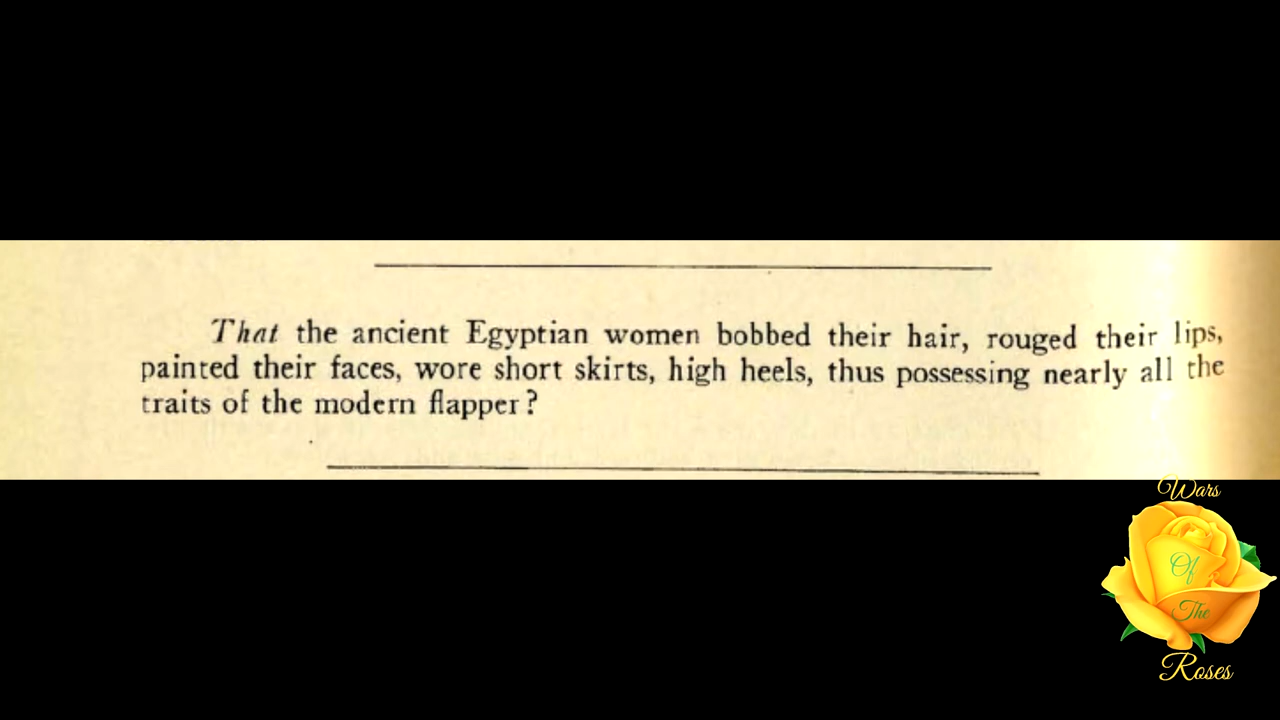 That the ancient Egyptian women bobbed their hair, rouged their lips,
painted their faces, wore short skirts, high heels, thus possessing nearly all the
traits of the modern flapper?
Wars
Of
The
Roses